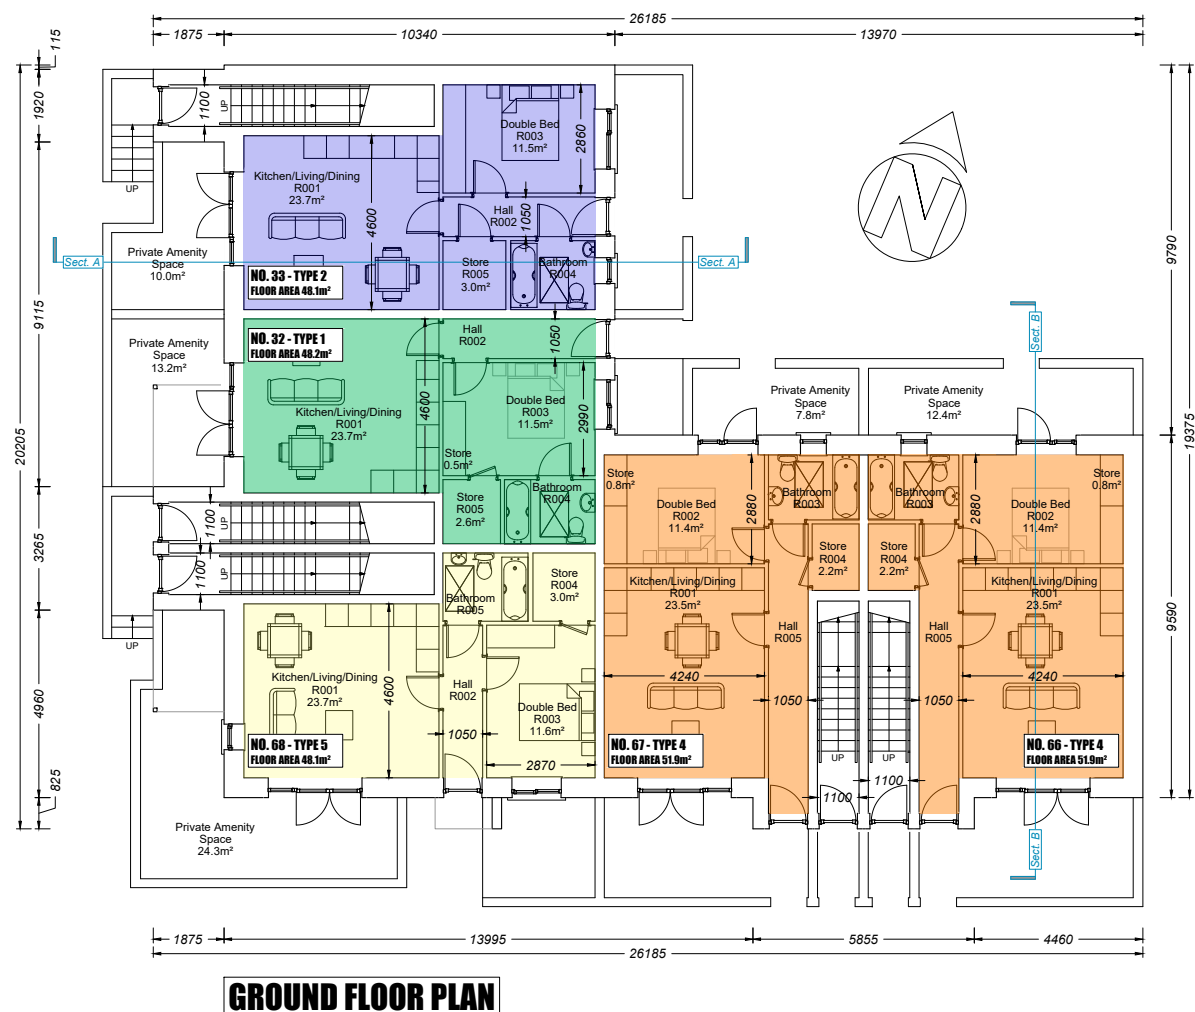 26185
1875
10340
13970
115
1920
9115
20205
3265
4960
825
9790
19375
9590
UP
1100
UP
Double Bed
R003
11.5m²
2860
Kitchen/Living/Dining
R001
23.7m²
4600
Hall
R002
1050
Store
R005
3.0m²
Bathroom
R004
Private Amenity
Space
10.0m²
Sect. A
Sect. A
NO. 33 - TYPE 2
FLOOR AREA 48.1m²
N
Sect. B
NO. 32 - TYPE 1
FLOOR AREA 48.2m²
Hall
R002
1050
Private Amenity
Space
13.2m²
Kitchen/Living/Dining
R001
23.7m²
4600
Double Bed
R003
11.5m²
2990
Store
0.5m²
Store
R005
2.6m²
Bathroom
R004
Private Amenity
Space
7.8m²
Private Amenity
Space
12.4m²
UP
1100
UP
1100
UP
Bathroom
R005
Store
R004
3.0m²
Kitchen/Living/Dining
R001
23.7m²
4600
Hall
R002
1050
Double Bed
R003
11.6m²
2870
NO. 68 - TYPE 5
FLOOR AREA 48.1m²
Private Amenity
Space
24.3m²
Store
0.8m²
Double Bed
R002
11.4m²
2880
Bathroom
R003
Store
R004
2.2m²
Kitchen/Living/Dining
R001
23.5m²
4240
Hall
R005
1050
NO. 67 - TYPE 4
FLOOR AREA 51.9m²
Bathroom
R003
Store
R004
2.2m²
Double Bed
R002
11.4m²
2880
Store
0.8m²
Kitchen/Living/Dining
R001
23.5m²
4240
Hall
R005
1050
NO. 66 - TYPE 4
FLOOR AREA 51.9m²
UP
UP
1100
1100
Sect. B
1875
13995
5855
4460
26185
GROUND FLOOR PLAN